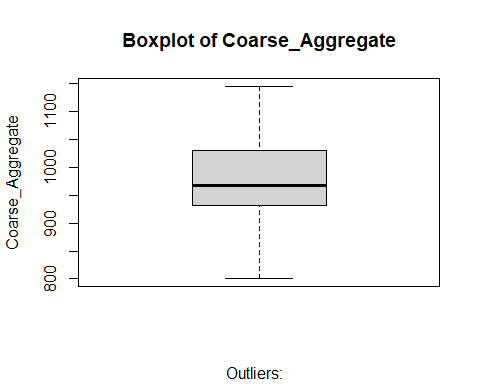 Boxplot of Coarse_Aggregate
Coarse_Aggregate
1100
1000
900
800
Outliers: